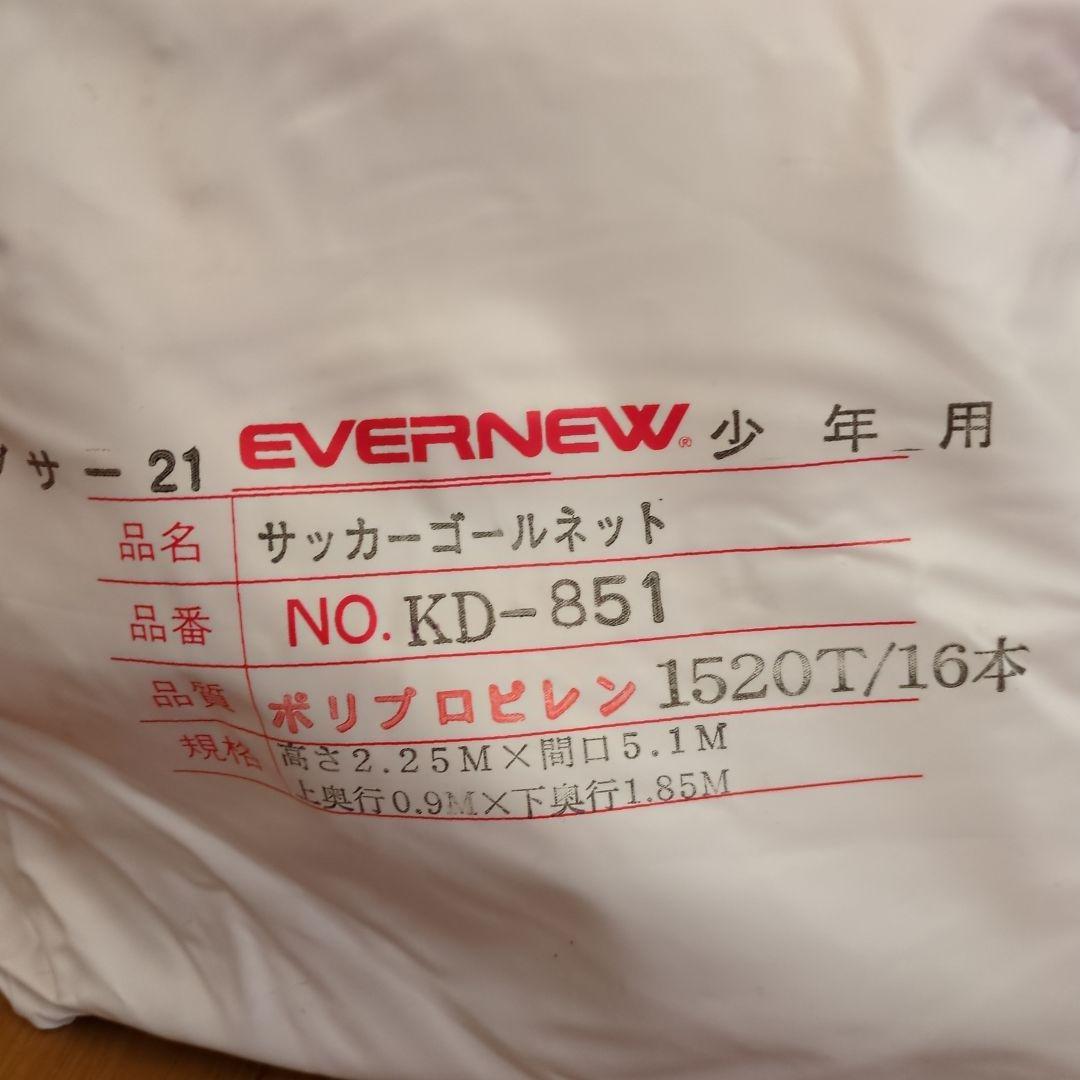 サー21 EVERNEW® 少年用
品名 サッカーゴールネット
品番 NO. KD-851
品質 ポリプロピレン 1520T/16本
規格 高さ2.25M×間口5.1M
上奥行0.9M×下奥行1.85M